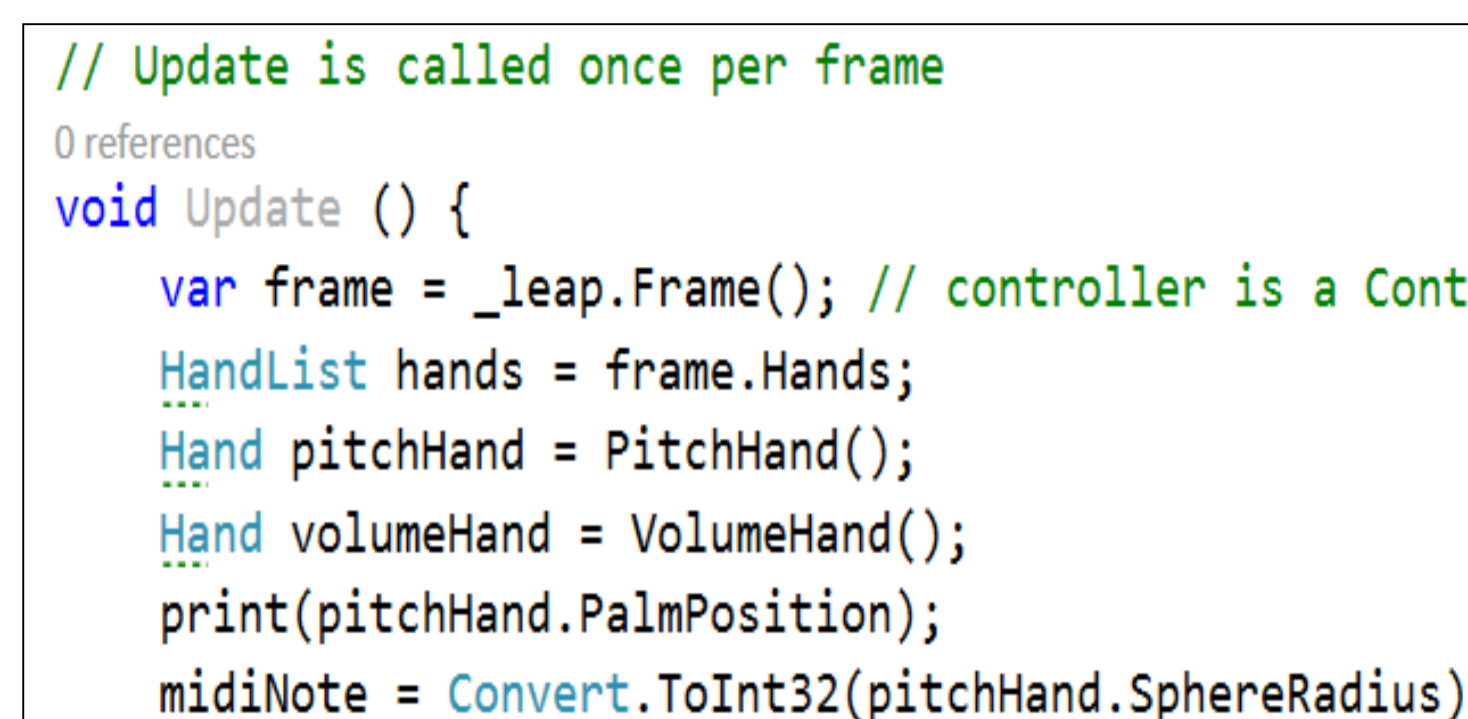 // Update is called once per frame
0 references
void Update () {
var frame = _leap.Frame(); // controller is a Cont
HandList hands = frame.Hands;
Hand pitchHand = PitchHand();
Hand volumeHand = VolumeHand();
print(pitchHand.PalmPosition);
midiNote = Convert.ToInt32(pitchHand.SphereRadius)